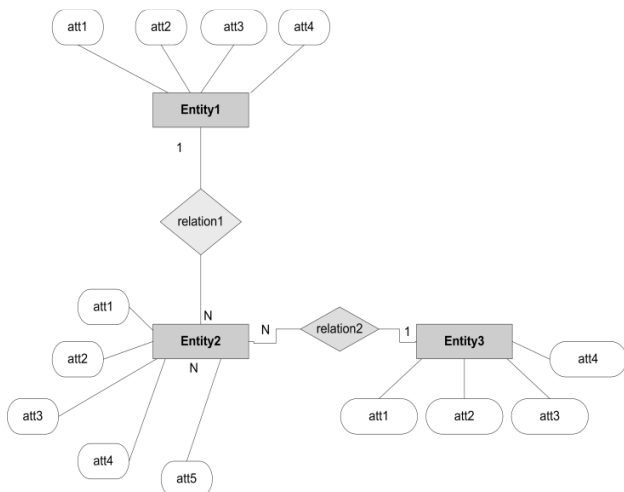 att1
att2
att3
att4
Entity1
1
relation1
N
att1
att2
att3
att4
att5
Entity2
N
N
relation2
1
Entity3
att4
att1
att2
att3